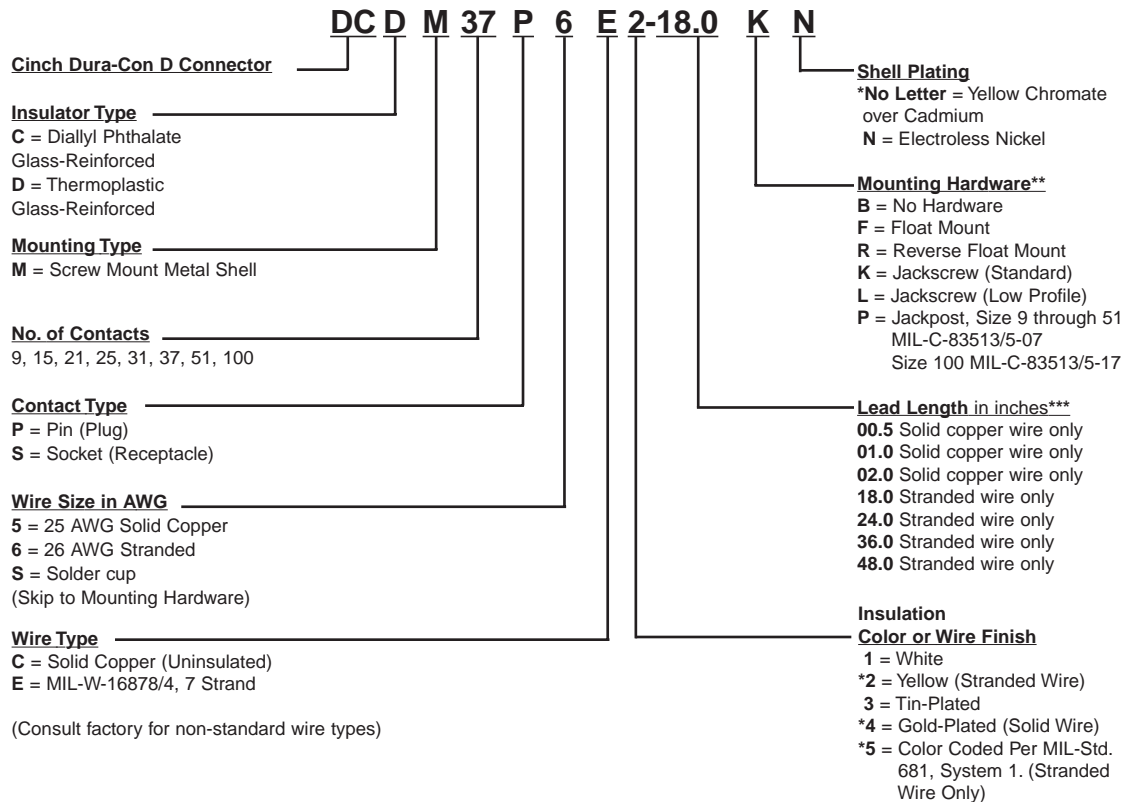 DC D M 37 P 6 E 2-18.0 K N
Cinch Dura-Con D Connector
Insulator Type
C = Diallyl Phthalate
Glass-Reinforced
D = Thermoplastic
Glass-Reinforced
Mounting Type
M = Screw Mount Metal Shell
No. of Contacts
9, 15, 21, 25, 31, 37, 51, 100
Contact Type
P = Pin (Plug)
S = Socket (Receptacle)
Wire Size in AWG
5 = 25 AWG Solid Copper
6 = 26 AWG Stranded
S = Solder cup
(Skip to Mounting Hardware)
Wire Type
C = Solid Copper (Uninsulated)
E = MIL-W-16878/4, 7 Strand
(Consult factory for non-standard wire types)
Shell Plating
*No Letter = Yellow Chromate
over Cadmium
N = Electroless Nickel
Mounting Hardware**
B = No Hardware
F = Float Mount
R = Reverse Float Mount
K = Jackscrew (Standard)
L = Jackscrew (Low Profile)
P = Jackpost, Size 9 through 51
MIL-C-83513/5-07
Size 100 MIL-C-83513/5-17
Lead Length in inches***
00.5 Solid copper wire only
01.0 Solid copper wire only
02.0 Solid copper wire only
18.0 Stranded wire only
24.0 Stranded wire only
36.0 Stranded wire only
48.0 Stranded wire only
Insulation
Color or Wire Finish
1 = White
*2 = Yellow (Stranded Wire)
3 = Tin-Plated
*4 = Gold-Plated (Solid Wire)
*5 = Color Coded Per MIL-Std.
681, System 1. (Stranded
Wire Only)